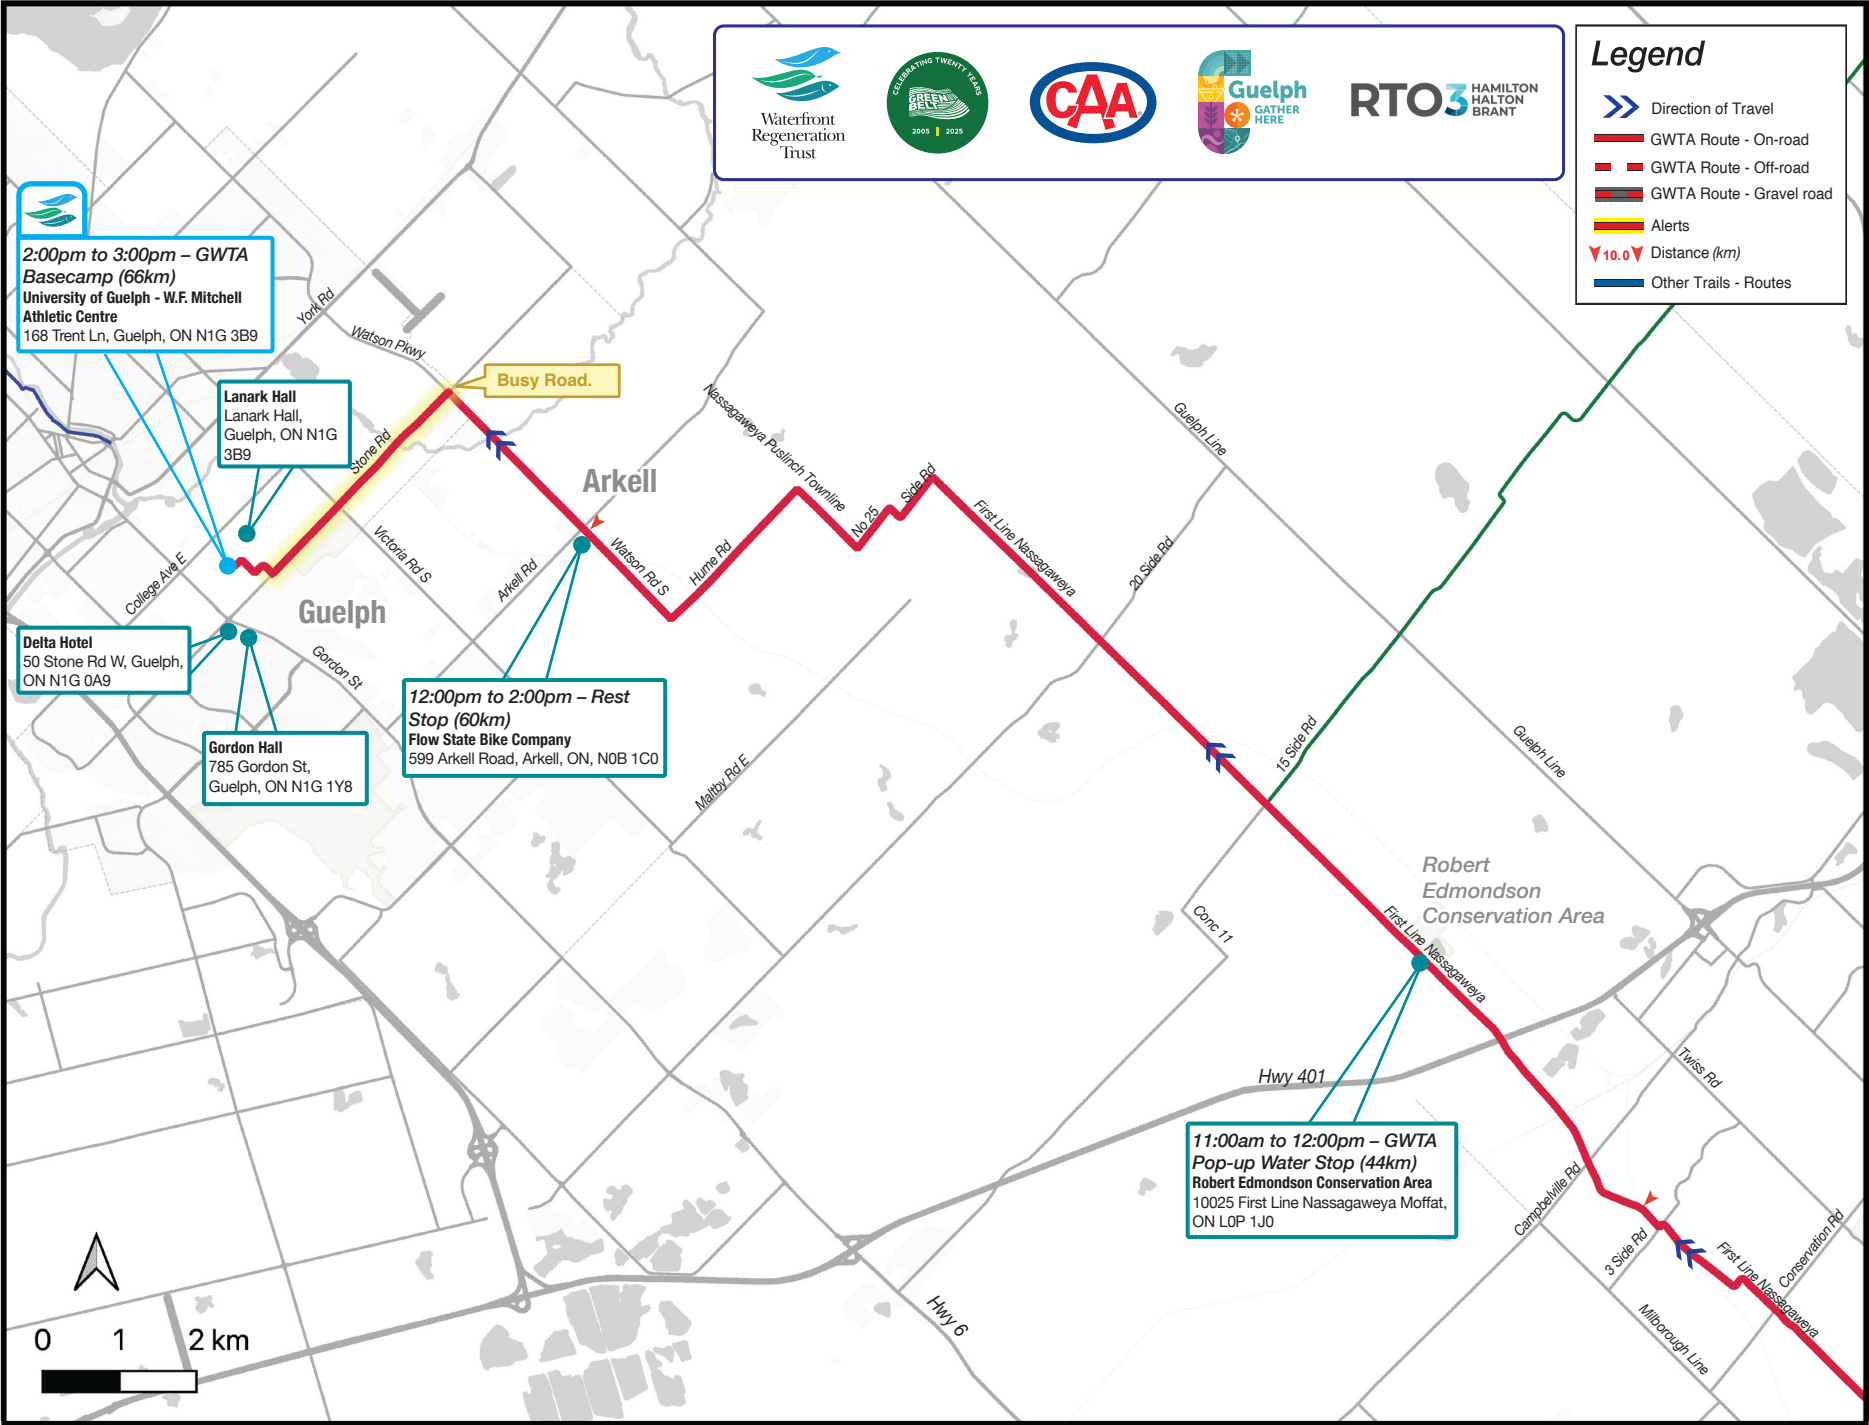 Waterfront
Regeneration
Trust
CELEBRATING TWENTY YEARS
GREEN
BELT
2005 | 2025
CAA
Guelph
GATHER
HERE
RTO3 HAMILTON
HALTON
BRANT
Legend
Direction of Travel
GWTA Route - On-road
GWTA Route - Off-road
GWTA Route - Gravel road
Alerts
10.0 Distance (km)
Other Trails - Routes
2:00pm to 3:00pm – GWTA
Basecamp (66km)
University of Guelph - W.F. Mitchell
Athletic Centre
168 Trent Ln, Guelph, ON N1G 3B9
York Rd
Watson Pkwy
Busy Road.
Lanark Hall
Lanark Hall,
Guelph, ON N1G
3B9
Stone Rd
Arkell
Nassagaweya Puslinch Townline
Guelph Line
No 25
Side Rd
First Line Nassagaweya
20 Side Rd
Victoria Rd S
College Ave E
Arkell Rd
Watson Rd S
Hume Rd
Guelph
Delta Hotel
50 Stone Rd W, Guelph,
ON N1G 0A9
Gordon St
Gordon Hall
785 Gordon St,
Guelph, ON N1G 1Y8
12:00pm to 2:00pm – Rest
Stop (60km)
Flow State Bike Company
599 Arkell Road, Arkell, ON, N0B 1C0
Maltby Rd E
15 Side Rd
Guelph Line
Robert
Edmondson
Conservation Area
Conc 11
First Line Nassagaweya
Hwy 401
Twiss Rd
11:00am to 12:00pm – GWTA
Pop-up Water Stop (44km)
Robert Edmondson Conservation Area
10025 First Line Nassagaweya Moffat,
ON L0P 1J0
Campbelville Rd
3 Side Rd
First Line Nassagaweya
Conservation Rd
Milborough Line
Hwy 6
0 1 2 km